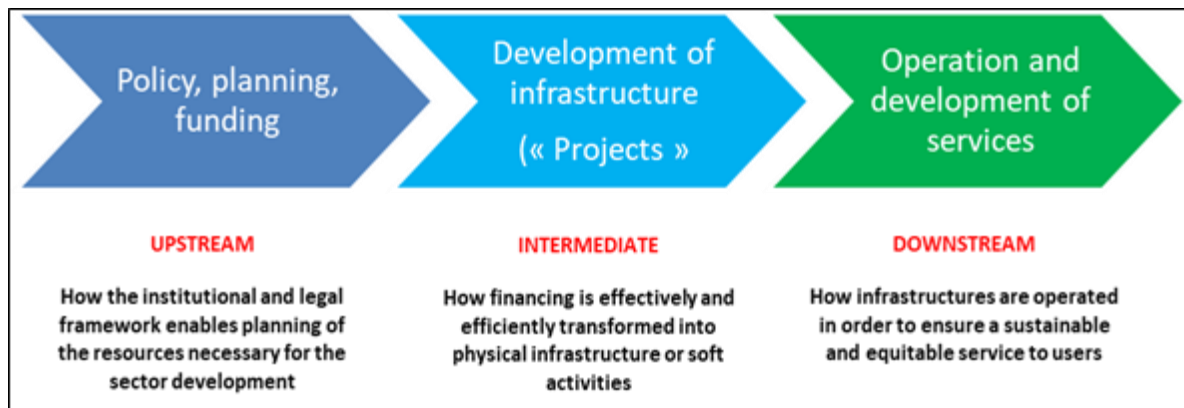 Policy, planning,
funding
Development of
infrastructure
(« Projects »
Operation and
development of
services
UPSTREAM
How the institutional and legal
framework enables planning of
the resources necessary for the
sector development
INTERMEDIATE
How financing is effectively and
efficiently transformed into
physical infrastructure or soft
activities
DOWNSTREAM
How infrastructures are operated
in order to ensure a sustainable
and equitable service to users